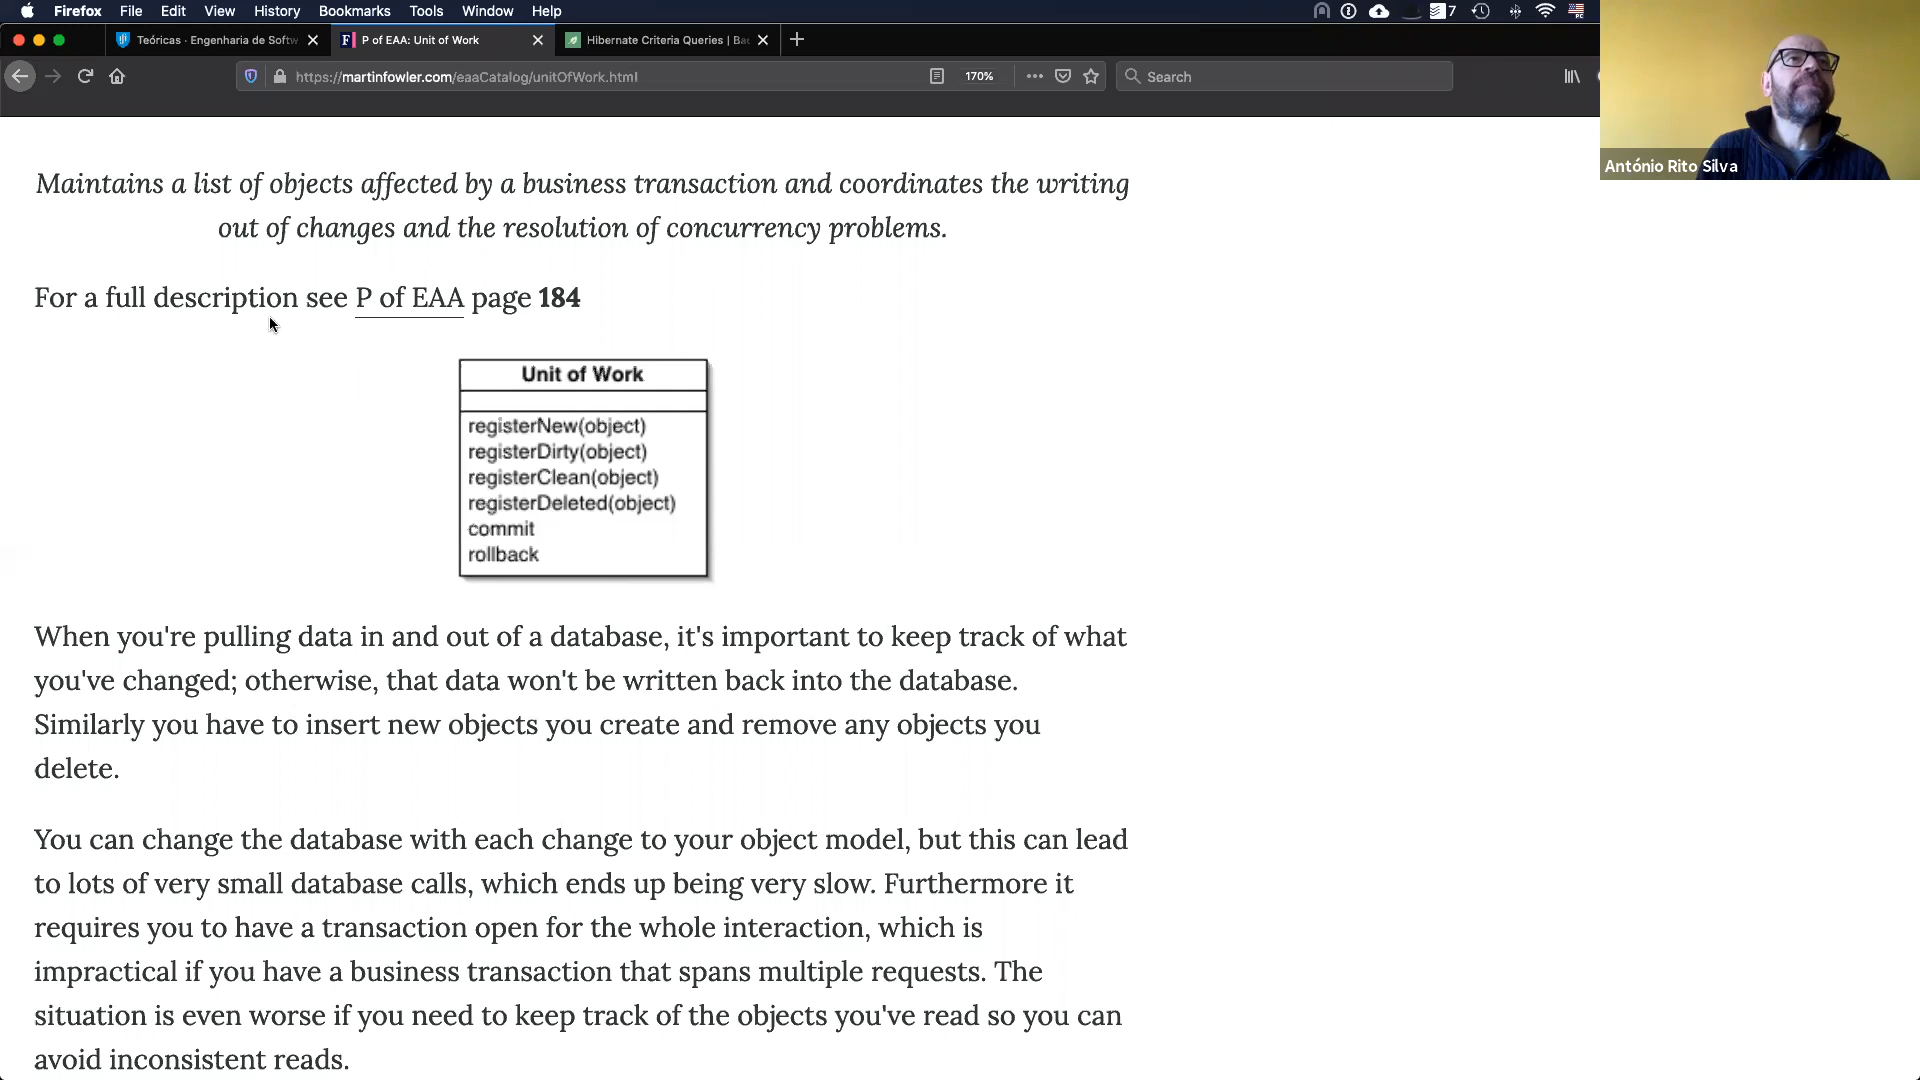 Firefox File Edit View History Bookmarks Tools Window Help 7
Teóricas · Engenharia de Softw
P of EAA: Unit of Work
Hibernate Criteria Queries | Ba
https://martinfowler.com/eaaCatalog/unitOfWork.html 170% Search
António Rito Silva
Maintains a list of objects affected by a business transaction and coordinates the writing
out of changes and the resolution of concurrency problems.
For a full description see P of EAA page 184
Unit of Work
registerNew(object)
registerDirty(object)
registerClean(object)
registerDeleted(object)
commit
rollback
When you're pulling data in and out of a database, it's important to keep track of what
you've changed; otherwise, that data won't be written back into the database.
Similarly you have to insert new objects you create and remove any objects you
delete.
You can change the database with each change to your object model, but this can lead
to lots of very small database calls, which ends up being very slow. Furthermore it
requires you to have a transaction open for the whole interaction, which is
impractical if you have a business transaction that spans multiple requests. The
situation is even worse if you need to keep track of the objects you've read so you can
avoid inconsistent reads.